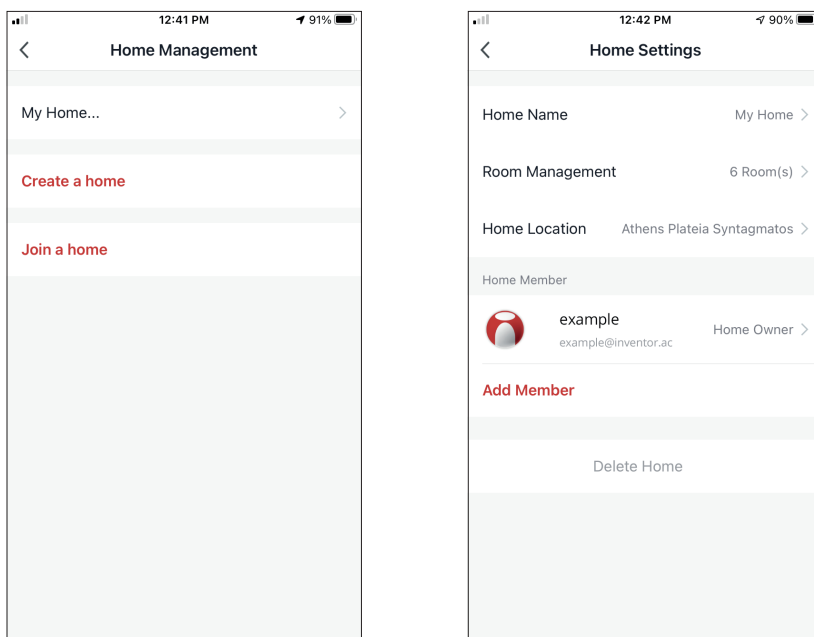 12:41 PM 91%
Home Management
My Home...
Create a home
Join a home
12:42 PM 90%
Home Settings
Home Name My Home
Room Management 6 Room(s)
Home Location Athens Plateia Syntagmatos
Home Member
example
example@inventor.ac
Home Owner
Add Member
Delete Home